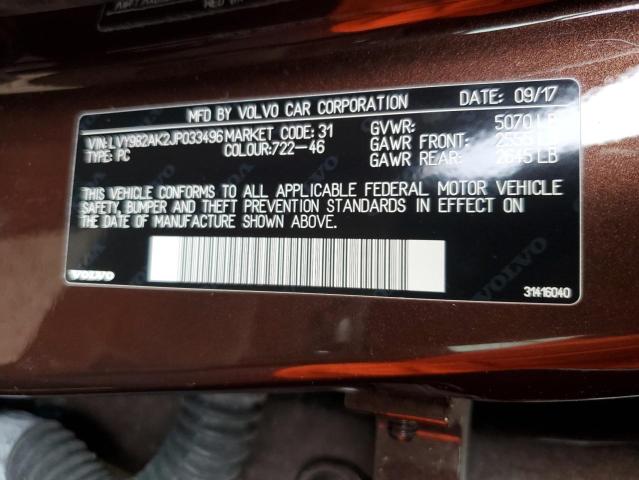 MFD BY VOLVO CAR CORPORATION DATE: 09/17
VIN: LVY982AK2JP033496 MARKET CODE: 31 GVWR: 5070 LB
TYPE: PC COLOUR: 722-46 GAWR FRONT: 2555 LB
GAWR REAR: 2645 LB
THIS VEHICLE CONFORMS TO ALL APPLICABLE FEDERAL MOTOR VEHICLE
SAFETY, BUMPER AND THEFT PREVENTION STANDARDS IN EFFECT ON
THE DATE OF MANUFACTURE SHOWN ABOVE.
VOLVO
31416040